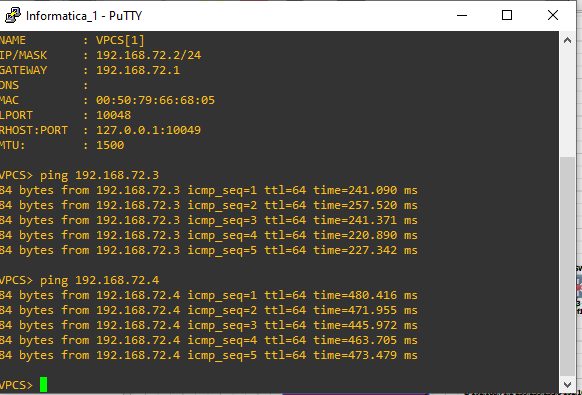 Informatica_1 - PuTTY
NAME        : VPCS[1]
IP/MASK     : 192.168.72.2/24
GATEWAY     : 192.168.72.1
DNS         :
MAC         : 00:50:79:66:68:05
LPORT       : 10048
RHOST:PORT  : 127.0.0.1:10049
MTU:        : 1500
VPCS> ping 192.168.72.3
84 bytes from 192.168.72.3 icmp_seq=1 ttl=64 time=241.090 ms
84 bytes from 192.168.72.3 icmp_seq=2 ttl=64 time=257.520 ms
84 bytes from 192.168.72.3 icmp_seq=3 ttl=64 time=241.371 ms
84 bytes from 192.168.72.3 icmp_seq=4 ttl=64 time=220.890 ms
84 bytes from 192.168.72.3 icmp_seq=5 ttl=64 time=227.342 ms
VPCS> ping 192.168.72.4
84 bytes from 192.168.72.4 icmp_seq=1 ttl=64 time=480.416 ms
84 bytes from 192.168.72.4 icmp_seq=2 ttl=64 time=471.955 ms
84 bytes from 192.168.72.4 icmp_seq=3 ttl=64 time=445.972 ms
84 bytes from 192.168.72.4 icmp_seq=4 ttl=64 time=463.705 ms
84 bytes from 192.168.72.4 icmp_seq=5 ttl=64 time=473.479 ms
VPCS>